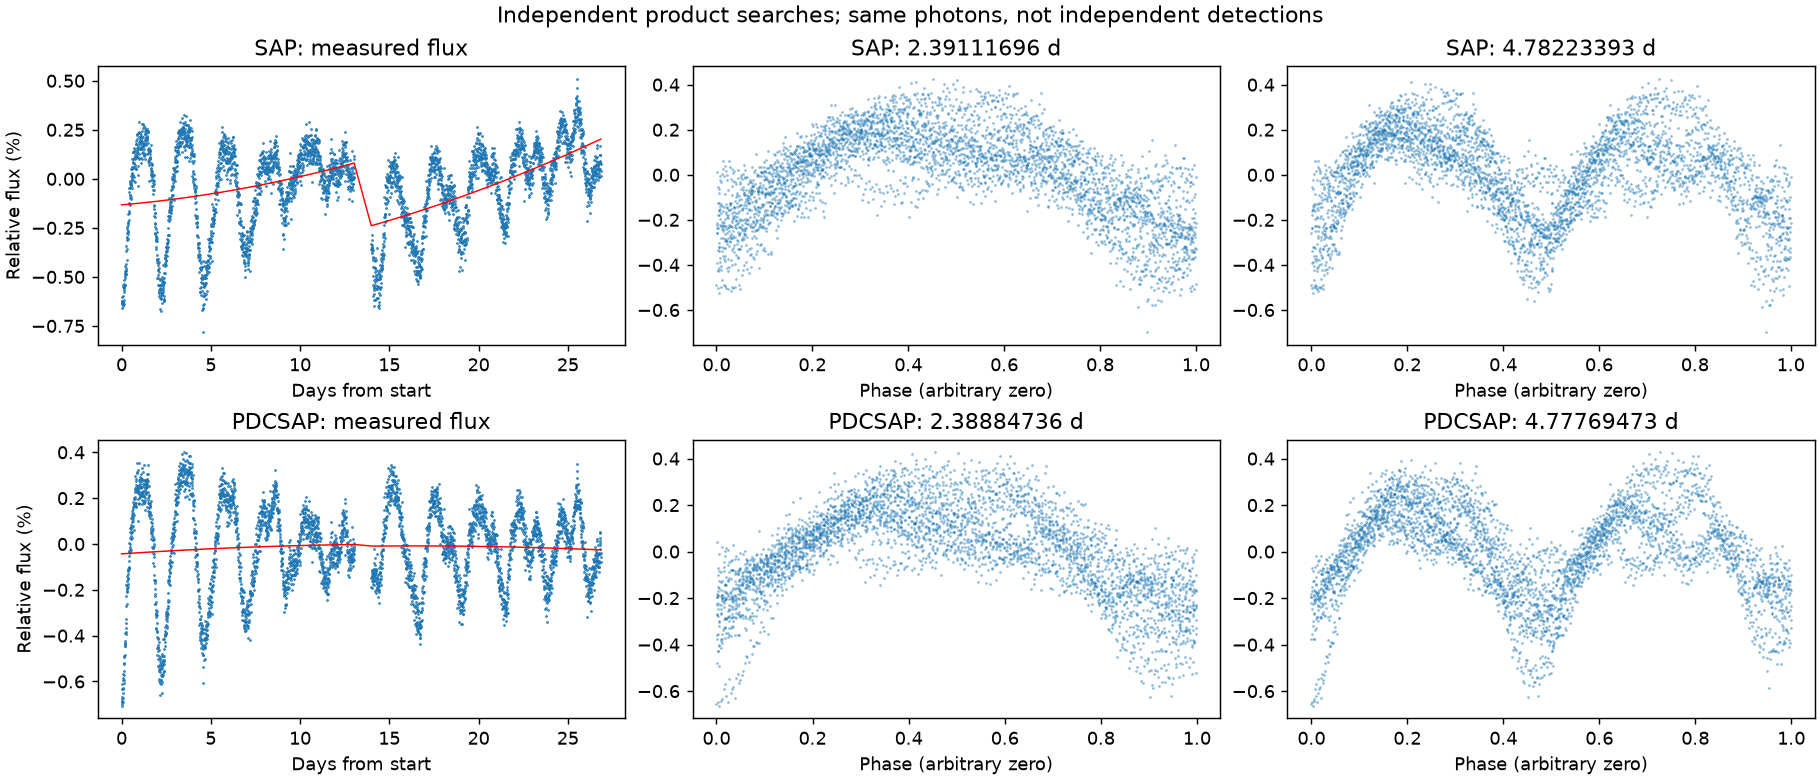 Independent product searches; same photons, not independent detections
SAP: measured flux
SAP: 2.39111696 d
SAP: 4.78223393 d
Relative flux (%)
0.50
0.25
0.00
−0.25
−0.50
−0.75
0 5 10 15 20 25
Days from start
0.4
0.2
0.0
−0.2
−0.4
−0.6
0.0 0.2 0.4 0.6 0.8 1.0
Phase (arbitrary zero)
0.4
0.2
0.0
−0.2
−0.4
−0.6
0.0 0.2 0.4 0.6 0.8 1.0
Phase (arbitrary zero)
PDCSAP: measured flux
PDCSAP: 2.38884736 d
PDCSAP: 4.77769473 d
Relative flux (%)
0.4
0.2
0.0
−0.2
−0.4
−0.6
0 5 10 15 20 25
Days from start
0.4
0.2
0.0
−0.2
−0.4
−0.6
0.0 0.2 0.4 0.6 0.8 1.0
Phase (arbitrary zero)
0.4
0.2
0.0
−0.2
−0.4
−0.6
0.0 0.2 0.4 0.6 0.8 1.0
Phase (arbitrary zero)